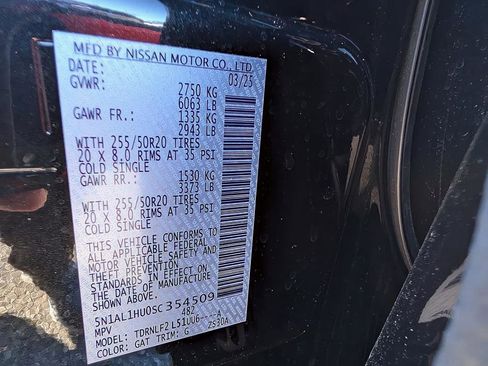 MFD BY NISSAN MOTOR CO., LTD.
DATE: 03/25
GVWR: 2750 KG
6063 LB
GAWR FR.: 1335 KG
2943 LB
WITH 255/50R20 TIRES
20 X 8.0 RIMS AT 35 PSI
COLD SINGLE
GAWR RR.: 1530 KG
3373 LB
WITH 255/50R20 TIRES
20 X 8.0 RIMS AT 35 PSI
COLD SINGLE
THIS VEHICLE CONFORMS TO
ALL APPLICABLE FEDERAL
MOTOR VEHICLE SAFETY AND
THEFT PREVENTION STANDARDS
IN EFFECT ON THE DATE OF
MANUFACTURE SHOWN ABOVE.
5N1AL1HU0SC354509
MPV 482
MODEL: TDRNLF2L51UU6----A
COLOR: GAT TRIM: G ZS30A